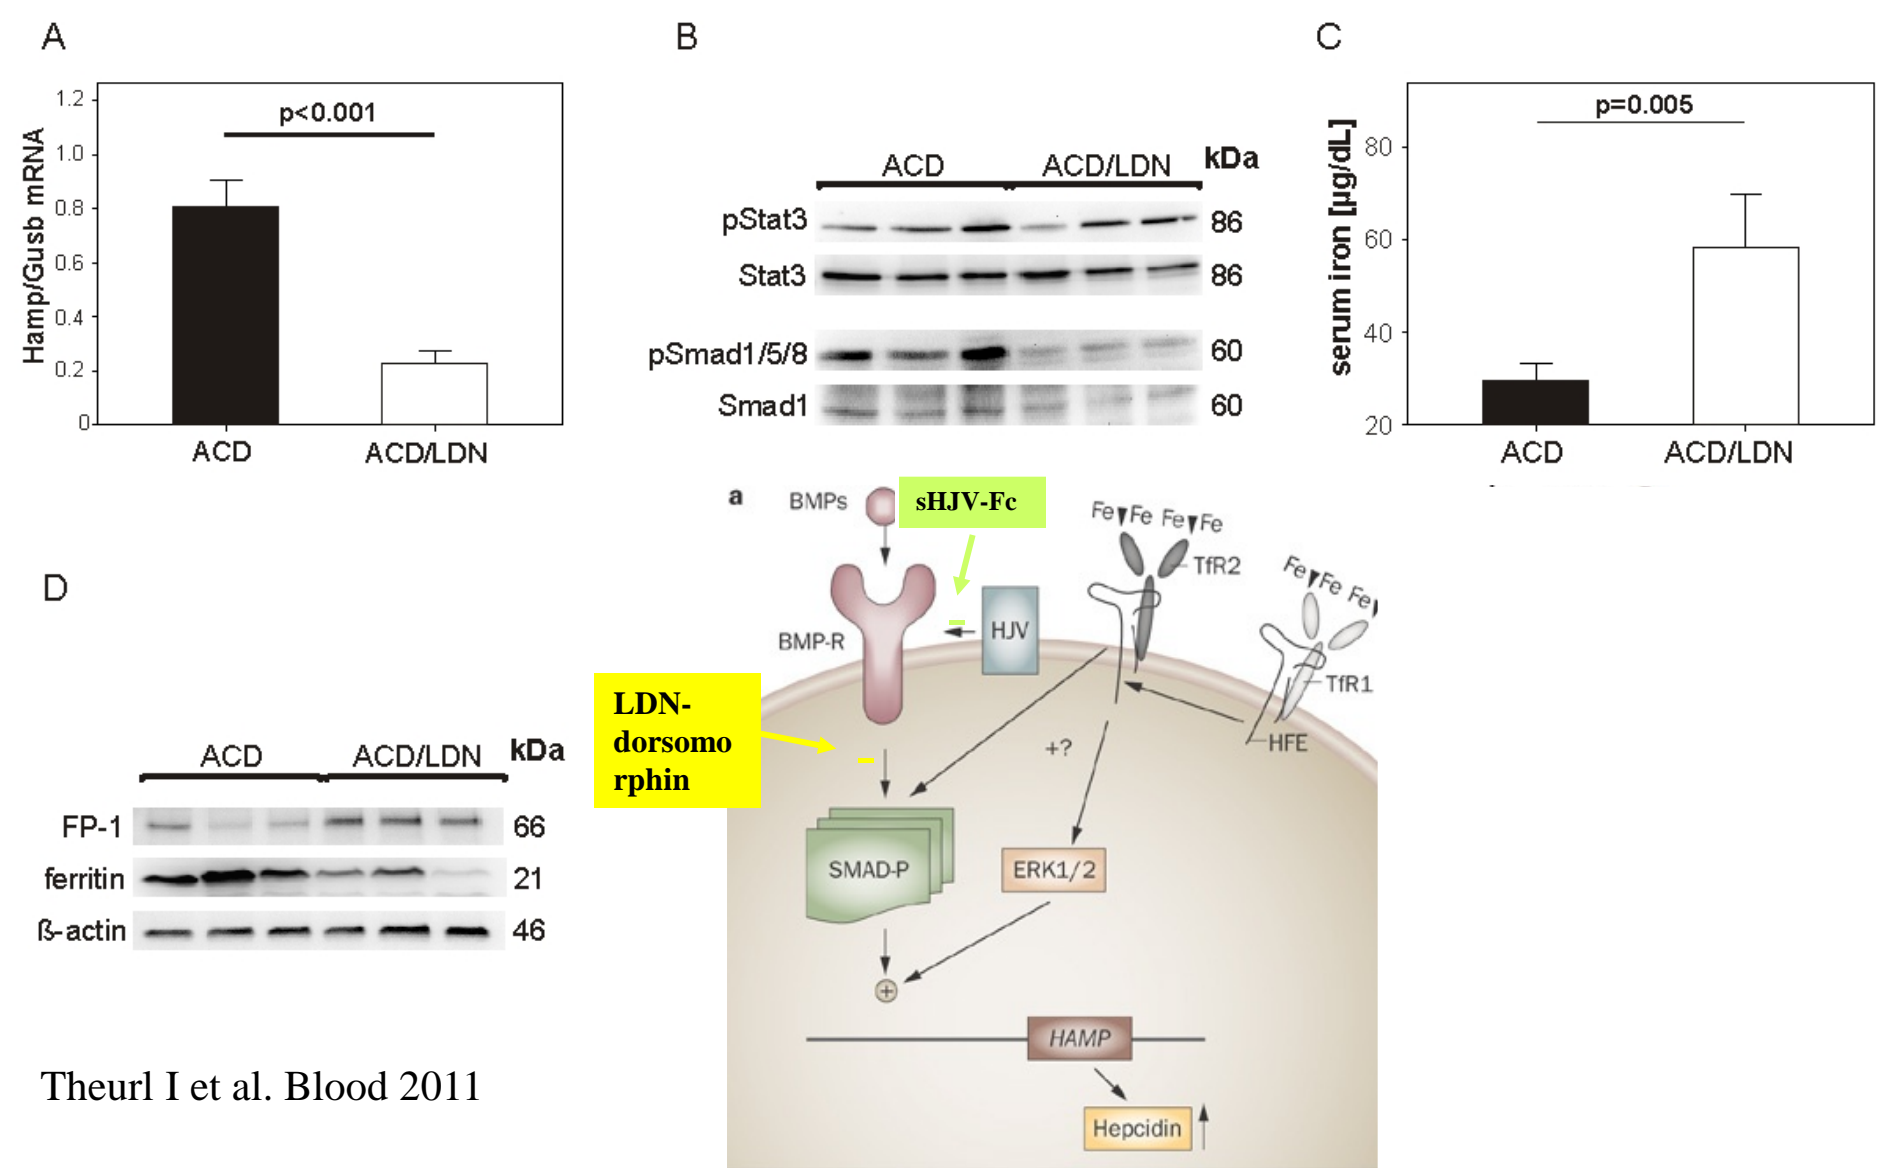 A
Hamp/Gusb mRNA
1.2
1.0
0.8
0.6
0.4
0.2
0
p<0.001
ACD
ACD/LDN
B
ACD
ACD/LDN
kDa
pStat3
86
Stat3
86
pSmad1/5/8
60
Smad1
60
C
serum iron [µg/dL]
80
60
40
20
p=0.005
ACD
ACD/LDN
D
ACD
ACD/LDN
kDa
FP-1
66
ferritin
21
ß-actin
46
a
BMPs
sHJV-Fc
Fe Fe Fe Fe
TfR2
Fe Fe Fe
BMP-R
HJV
TfR1
HFE
LDN-
dorsomo
rphin
+?
SMAD-P
ERK1/2
+
HAMP
Hepcidin
Theurl I et al. Blood 2011